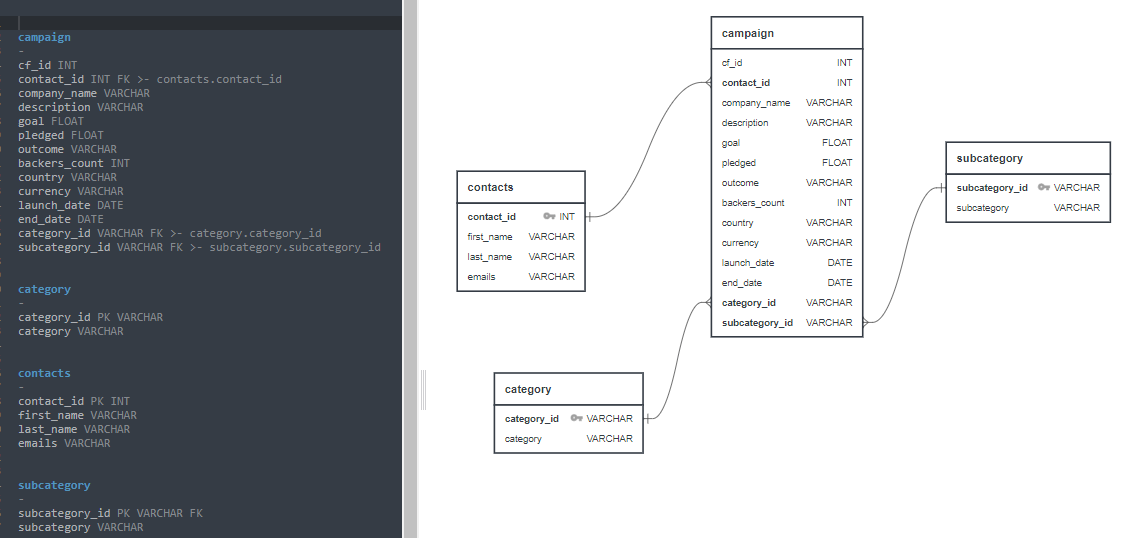 campaign
-
cf_id INT
contact_id INT FK >- contacts.contact_id
company_name VARCHAR
description VARCHAR
goal FLOAT
pledged FLOAT
outcome VARCHAR
backers_count INT
country VARCHAR
currency VARCHAR
launch_date DATE
end_date DATE
category_id VARCHAR FK >- category.category_id
subcategory_id VARCHAR FK >- subcategory.subcategory_id
category
-
category_id PK VARCHAR
category VARCHAR
contacts
-
contact_id PK INT
first_name VARCHAR
last_name VARCHAR
emails VARCHAR
subcategory
-
subcategory_id PK VARCHAR FK
subcategory VARCHAR
contacts
contact_id INT
first_name VARCHAR
last_name VARCHAR
emails VARCHAR
category
category_id VARCHAR
category VARCHAR
campaign
cf_id INT
contact_id INT
company_name VARCHAR
description VARCHAR
goal FLOAT
pledged FLOAT
outcome VARCHAR
backers_count INT
country VARCHAR
currency VARCHAR
launch_date DATE
end_date DATE
category_id VARCHAR
subcategory_id VARCHAR
subcategory
subcategory_id VARCHAR
subcategory VARCHAR